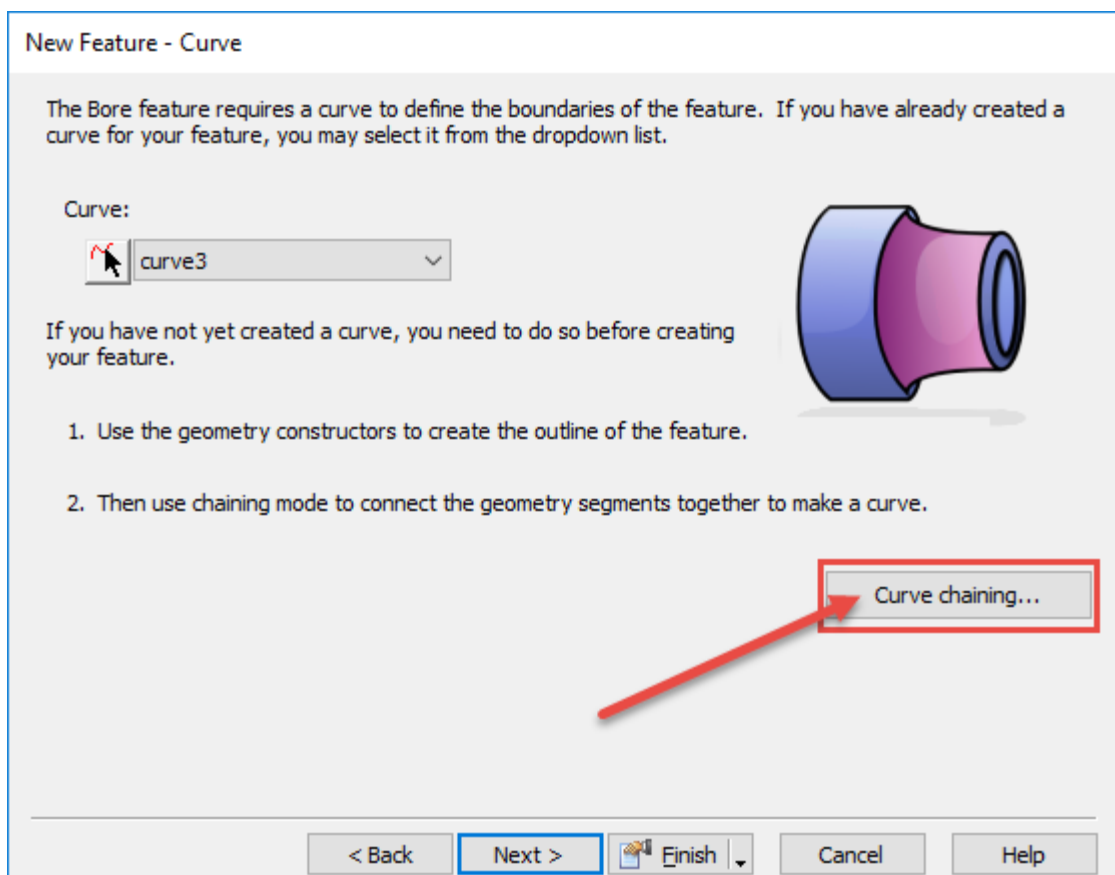 New Feature - Curve
The Bore feature requires a curve to define the boundaries of the feature.  If you have already created a
curve for your feature, you may select it from the dropdown list.
Curve:
curve3
If you have not yet created a curve, you need to do so before creating
your feature.
1.  Use the geometry constructors to create the outline of the feature.
2.  Then use chaining mode to connect the geometry segments together to make a curve.
Curve chaining...
< Back Next > Finish Cancel Help